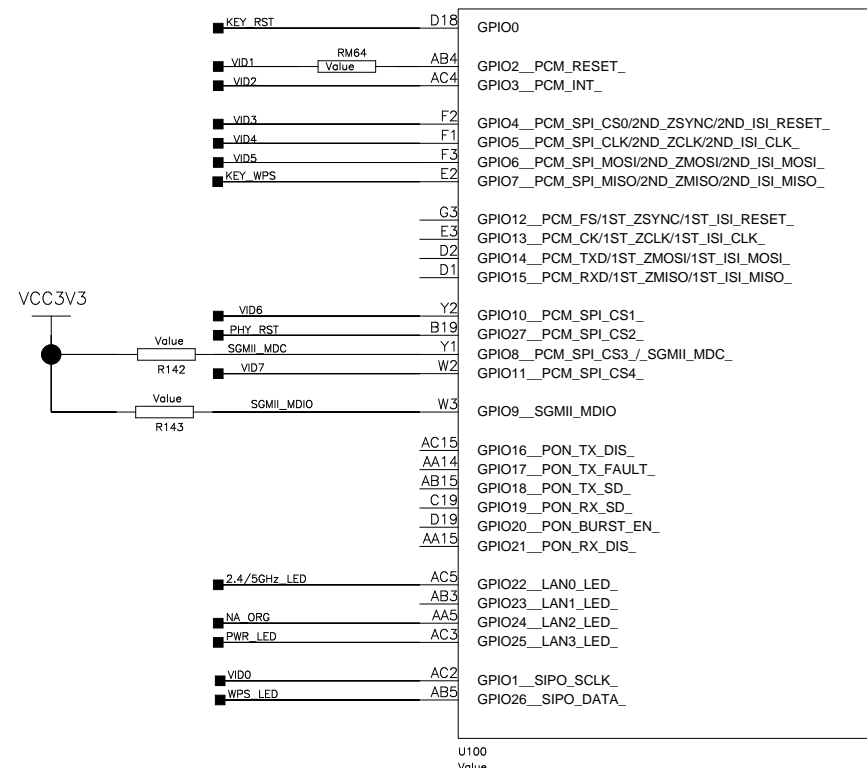 KEY_RST D18 GPIO0
RM64
VID1 Value AB4 GPIO2__PCM_RESET_
VID2 AC4 GPIO3__PCM_INT_
VID3 F2 GPIO4__PCM_SPI_CS0/2ND_ZSYNC/2ND_ISI_RESET_
VID4 F1 GPIO5__PCM_SPI_CLK/2ND_ZCLK/2ND_ISI_CLK_
VID5 F3 GPIO6__PCM_SPI_MOSI/2ND_ZMOSI/2ND_ISI_MOSI_
KEY_WPS E2 GPIO7__PCM_SPI_MISO/2ND_ZMISO/2ND_ISI_MISO_
G3 GPIO12__PCM_FS/1ST_ZSYNC/1ST_ISI_RESET_
E3 GPIO13__PCM_CK/1ST_ZCLK/1ST_ISI_CLK_
D2 GPIO14__PCM_TXD/1ST_ZMOSI/1ST_ISI_MOSI_
D1 GPIO15__PCM_RXD/1ST_ZMISO/1ST_ISI_MISO_
VCC3V3
VID6 Y2 GPIO10__PCM_SPI_CS1_
PHY_RST B19 GPIO27__PCM_SPI_CS2_
Value SGMII_MDC Y1 GPIO8__PCM_SPI_CS3_/_SGMII_MDC_
R142 VID7 W2 GPIO11__PCM_SPI_CS4_
Value SGMII_MDIO W3 GPIO9__SGMII_MDIO
R143
AC15 GPIO16__PON_TX_DIS_
AA14 GPIO17__PON_TX_FAULT_
AB15 GPIO18__PON_TX_SD_
C19 GPIO19__PON_RX_SD_
D19 GPIO20__PON_BURST_EN_
AA15 GPIO21__PON_RX_DIS_
2.4/5GHz_LED AC5 GPIO22__LAN0_LED_
AB3 GPIO23__LAN1_LED_
NA_ORG AA5 GPIO24__LAN2_LED_
PWR_LED AC3 GPIO25__LAN3_LED_
VID0 AC2 GPIO1__SIPO_SCLK_
WPS_LED AB5 GPIO26__SIPO_DATA_
U100
Value